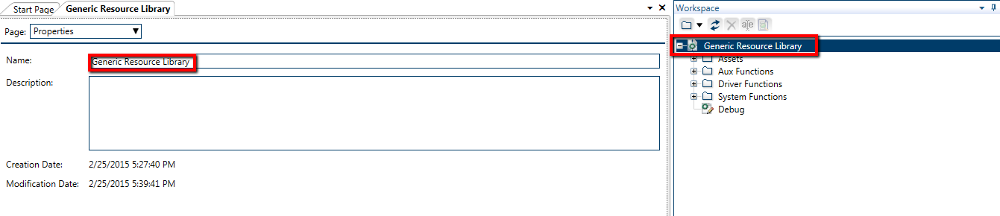 Start Page
Generic Resource Library
Page: Properties
Name: Generic Resource Library
Description:
Creation Date: 2/25/2015 5:27:40 PM
Modification Date: 2/25/2015 5:39:41 PM
Workspace
a|e
Generic Resource Library
Assets
Aux Functions
Driver Functions
System Functions
Debug